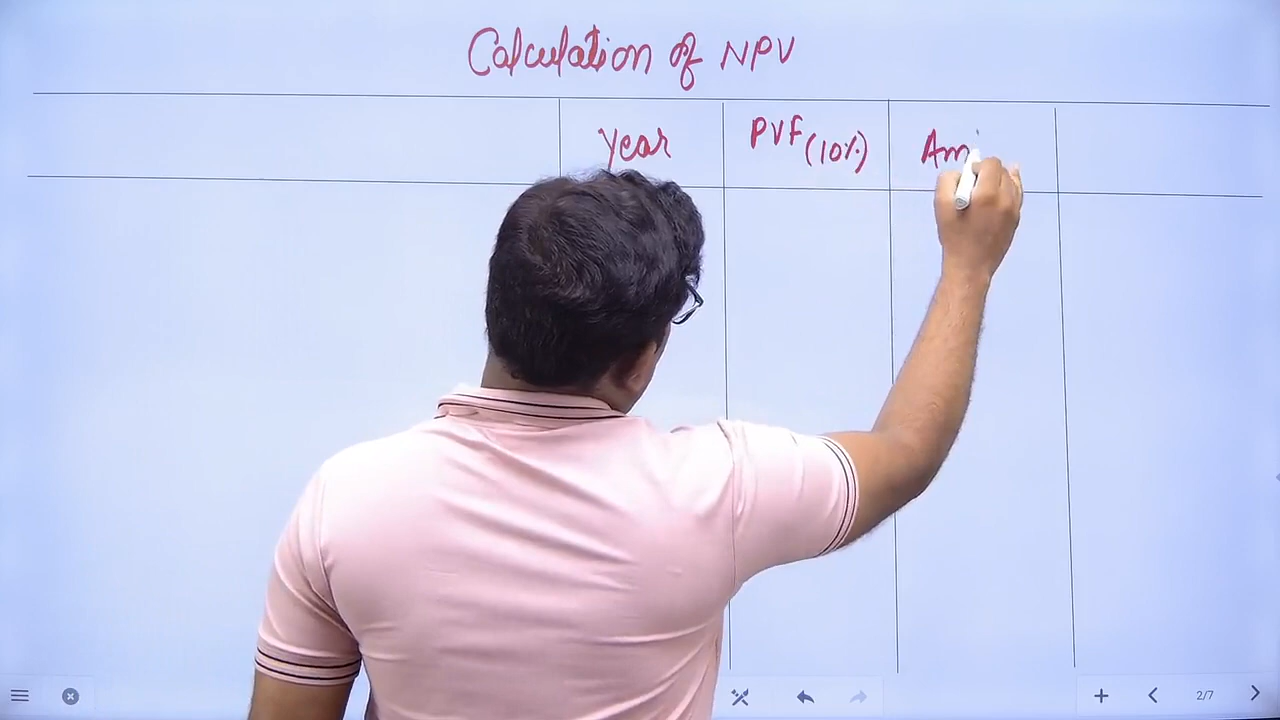 Calculation of NPV
Year PVF (10%) Am
2/7